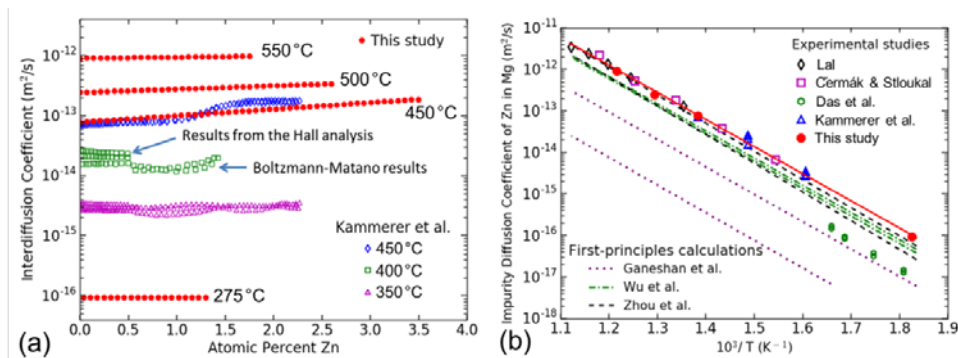 Interdiffusion Coefficient (m²/s)
10⁻¹²
10⁻¹³
10⁻¹⁴
10⁻¹⁵
10⁻¹⁶
550°C
This study
500°C
450°C
Results from the Hall analysis
Boltzmann-Matano results
Kammerer et al.
450°C
400°C
350°C
275°C
0.0 0.5 1.0 1.5 2.0 2.5 3.0 3.5 4.0
Atomic Percent Zn
(a)
Impurity Diffusion Coefficient of Zn in Mg (m²/s)
10⁻¹¹
10⁻¹²
10⁻¹³
10⁻¹⁴
10⁻¹⁵
10⁻¹⁶
10⁻¹⁷
10⁻¹⁸
Experimental studies
Lal
Čermák & Stloukal
Das et al.
Kammerer et al.
This study
First-principles calculations
Ganeshan et al.
Wu et al.
Zhou et al.
1.1 1.2 1.3 1.4 1.5 1.6 1.7 1.8 1.9
10³/T (K⁻¹)
(b)